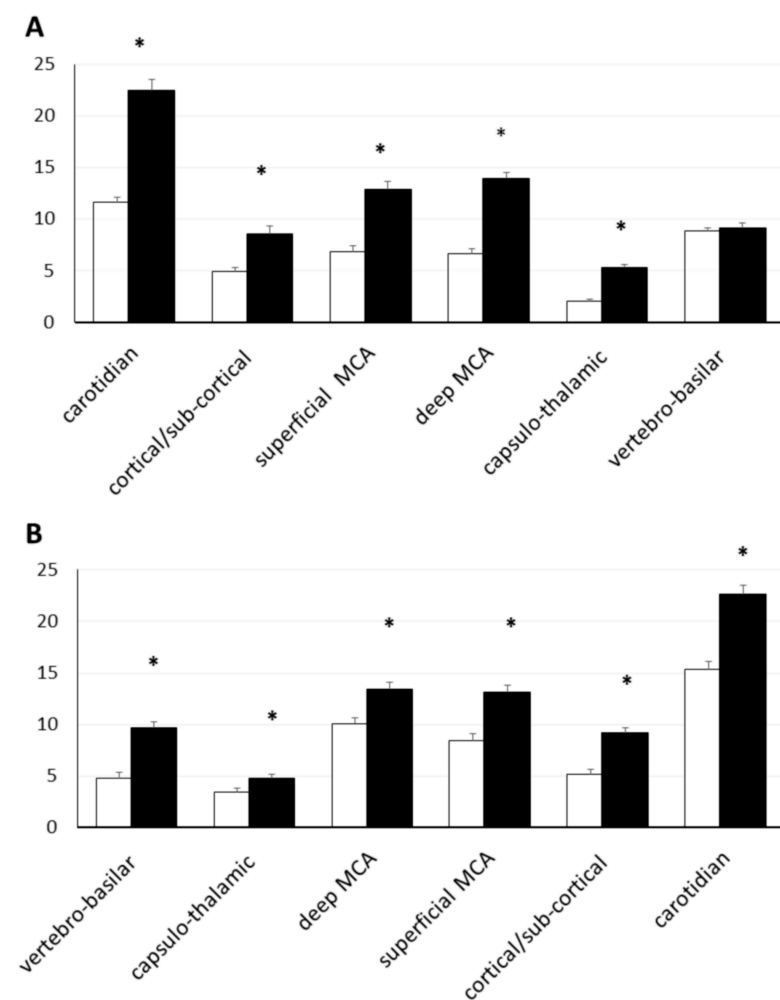 A
*
25
20
15
10
5
0
* * * * 
carotidian
cortical/sub-cortical
superficial MCA
deep MCA
capsulo-thalamic
vertebro-basilar
B
*
25
20
15
10
5
0
* * * * *
vertebro-basilar
capsulo-thalamic
deep MCA
superficial MCA
cortical/sub-cortical
carotidian